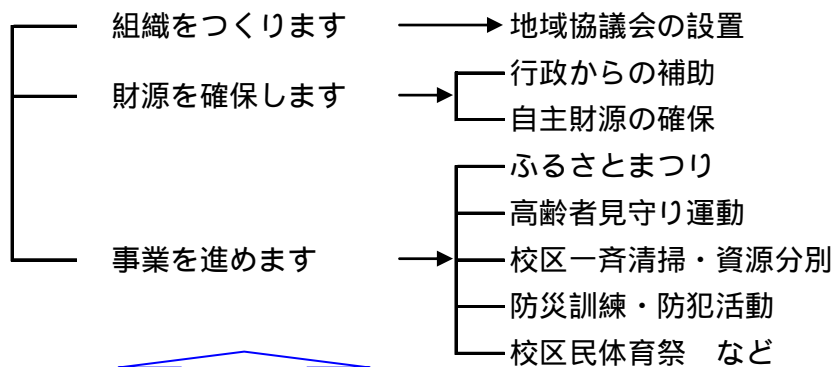 組織をつくります
地域協議会の設置
財源を確保します
行政からの補助
自主財源の確保
事業を進めます
ふるさとまつり
高齢者見守り運動
校区一斉清掃・資源分別
防災訓練・防犯活動
校区民体育祭　など